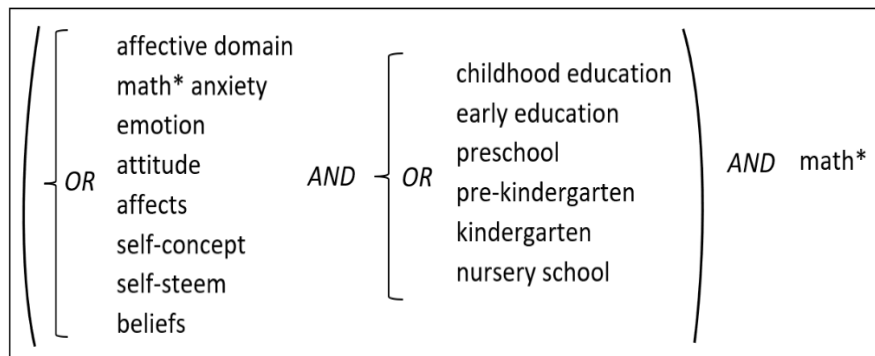 affective domain
math* anxiety
emotion
attitude
affects
self-concept
self-steem
beliefs
OR
AND
OR
childhood education
early education
preschool
pre-kindergarten
kindergarten
nursery school
AND math*